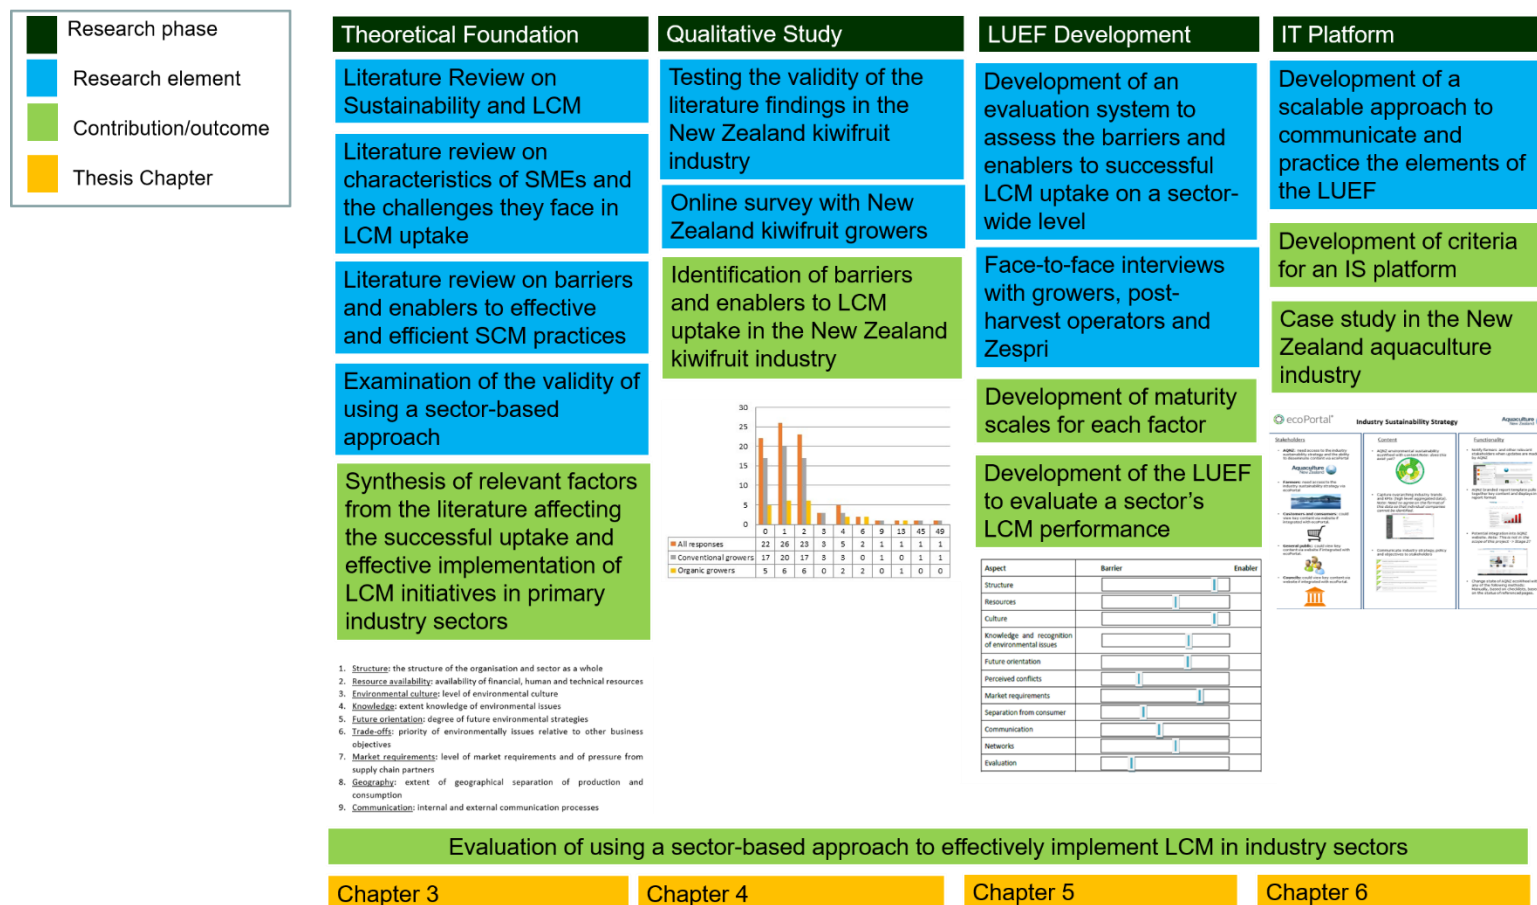 Research phase
Research element
Contribution/outcome
Thesis Chapter
Theoretical Foundation
Literature Review on
Sustainability and LCM
Literature review on
characteristics of SMEs and
the challenges they face in
LCM uptake
Literature review on barriers
and enablers to effective
and efficient SCM practices
Examination of the validity of
using a sector-based
approach
Synthesis of relevant factors
from the literature affecting
the successful uptake and
effective implementation of
LCM initiatives in primary
industry sectors
1. Structure: the structure of the organisation and sector as a whole
2. Resource availability: availability of financial, human and technical resources
3. Environmental culture: level of environmental culture
4. Knowledge: extent knowledge of environmental issues
5. Future orientation: degree of future environmental strategies
6. Trade-offs: priority of environmentally issues relative to other business
objectives
7. Market requirements: level of market requirements and of pressure from
supply chain partners
8. Geography: extent of geographical separation of production and
consumption
9. Communication: internal and external communication processes
Qualitative Study
Testing the validity of the
literature findings in the
New Zealand kiwifruit
industry
Online survey with New
Zealand kiwifruit growers
Identification of barriers
and enablers to LCM
uptake in the New Zealand
kiwifruit industry
30
25
20
15
10
5
0
0 1 2 3 4 6 9 13 45 49
All responses 22 26 23 3 5 2 1 1 1 1
Conventional growers 17 20 17 3 3 0 1 0 1 1
Organic growers 5 6 6 0 2 2 0 1 0 0
LUEF Development
Development of an
evaluation system to
assess the barriers and
enablers to successful
LCM uptake on a sector-
wide level
Face-to-face interviews
with growers, post-
harvest operators and
Zespri
Development of maturity
scales for each factor
Development of the LUEF
to evaluate a sector's
LCM performance
Aspect Barrier Enabler
Structure
Resources
Culture
Knowledge and recognition
of environmental issues
Future orientation
Perceived conflicts
Market requirements
Separation from consumer
Communication
Networks
Evaluation
IT Platform
Development of a
scalable approach to
communicate and
practice the elements of
the LUEF
Development of criteria
for an IS platform
Case study in the New
Zealand aquaculture
industry
ecoPortal
Industry Sustainability Strategy
Aquaculture
New Zealand
Stakeholders
Content
Functionality
Aquaculture
New Zealand
Evaluation of using a sector-based approach to effectively implement LCM in industry sectors
Chapter 3
Chapter 4
Chapter 5
Chapter 6